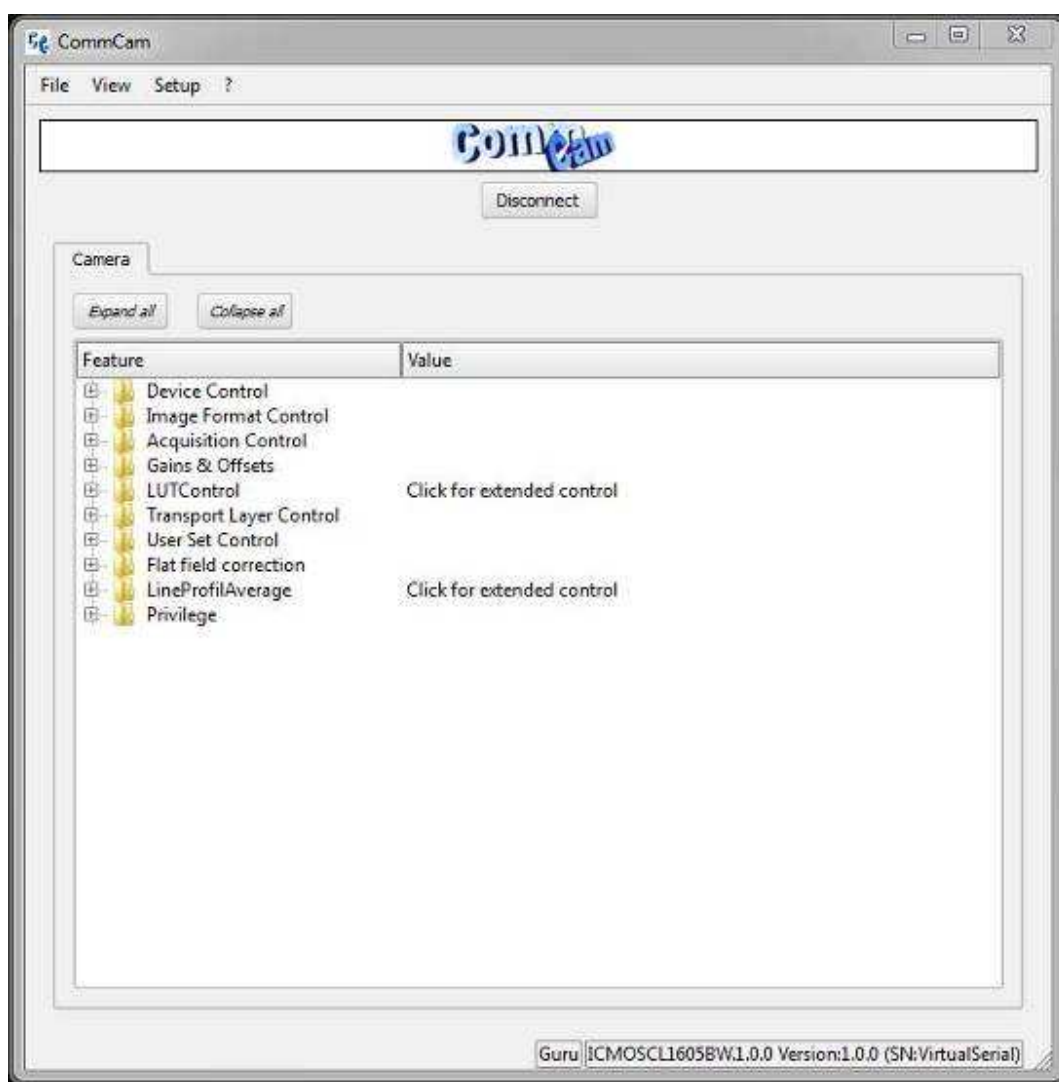 CommCam
File View Setup ?
CommCam
Disconnect
Camera
Expand all Collapse all
Feature Value
Device Control
Image Format Control
Acquisition Control
Gains & Offsets
LUTControl Click for extended control
Transport Layer Control
User Set Control
Flat field correction
LineProfilAverage Click for extended control
Privilege
Guru ICMOSCL1605BW.1.0.0 Version:1.0.0 (SN:VirtualSerial)